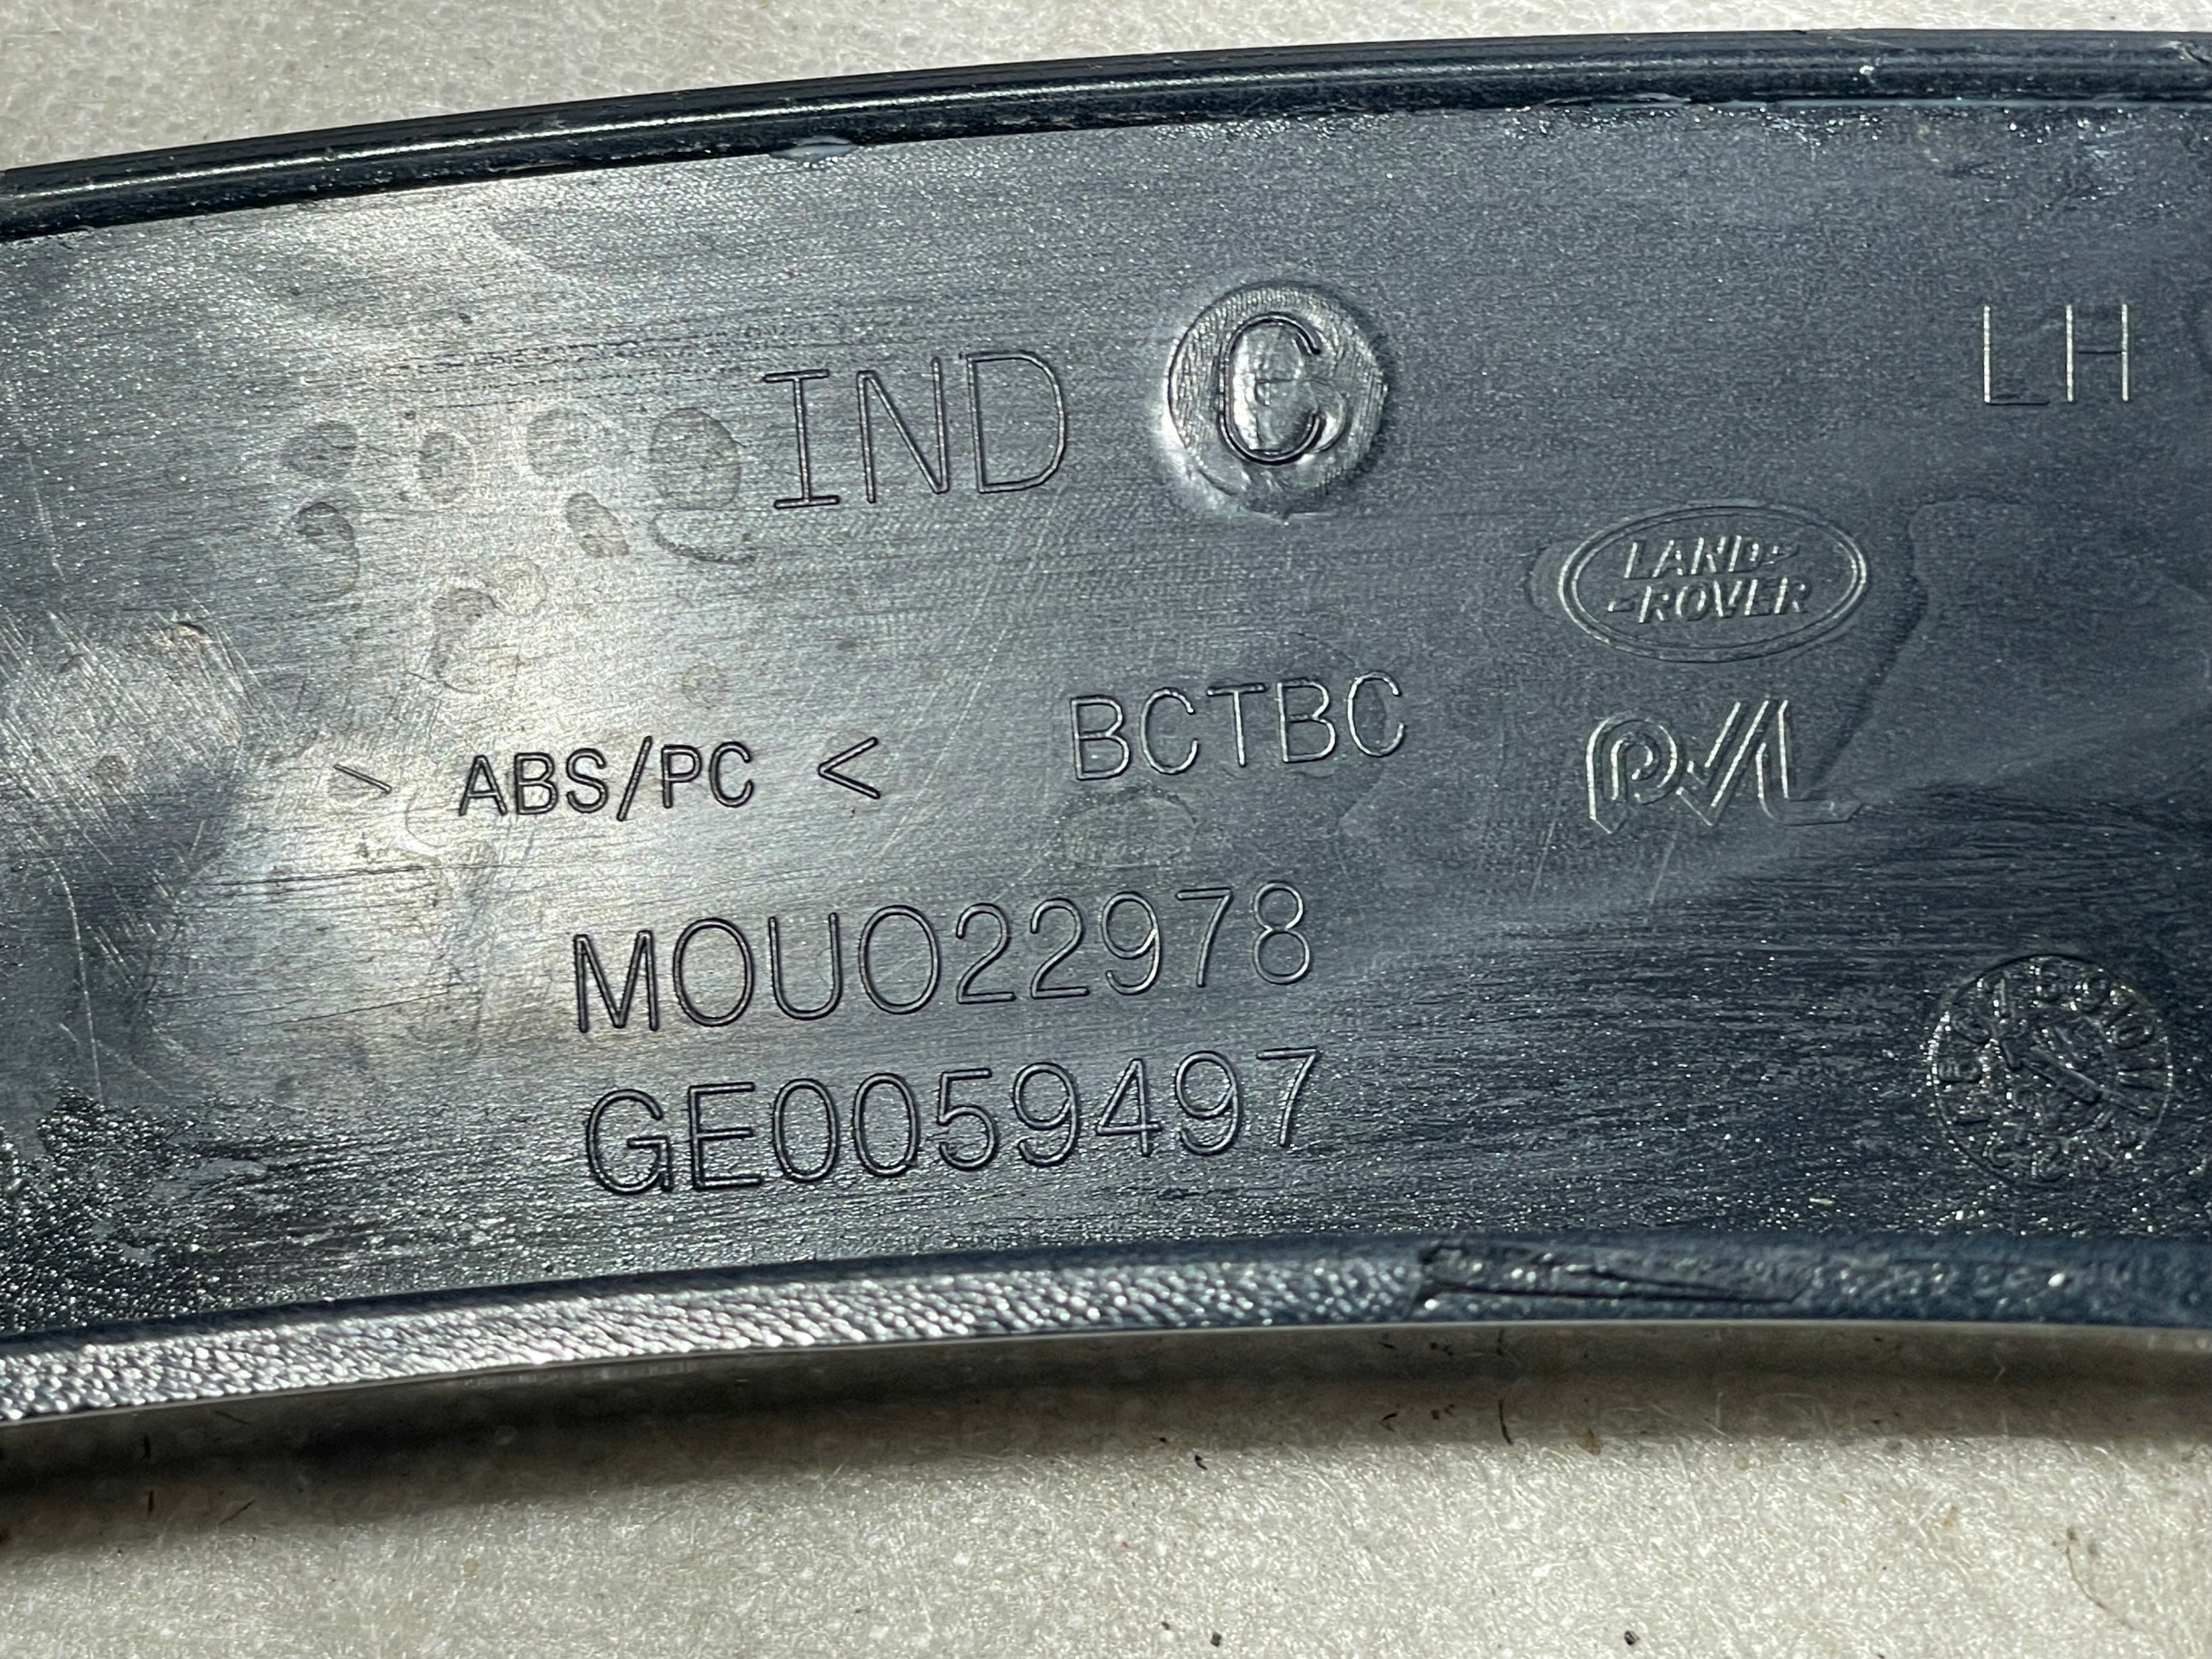 IND C
LH
LAND-
-ROVER
> ABS/PC < BCTBC
MOU022978
GE0059497